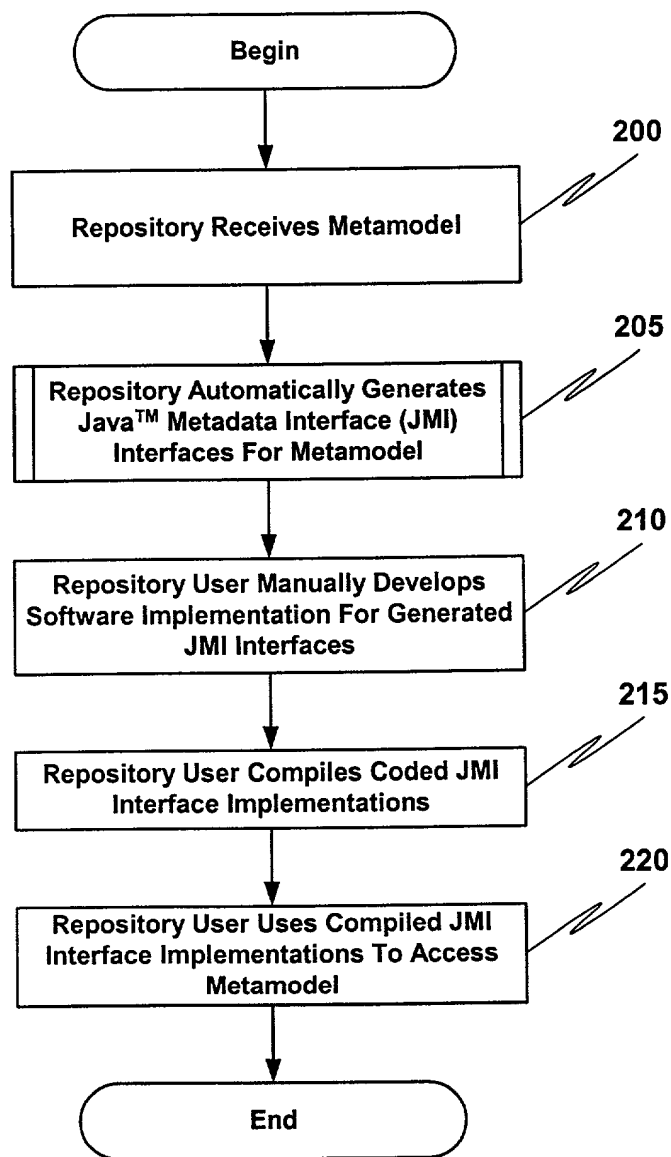 Begin
200
Repository Receives Metamodel
205
Repository Automatically Generates
Java™ Metadata Interface (JMI)
Interfaces For Metamodel
210
Repository User Manually Develops
Software Implementation For Generated
JMI Interfaces
215
Repository User Compiles Coded JMI
Interface Implementations
220
Repository User Uses Compiled JMI
Interface Implementations To Access
Metamodel
End